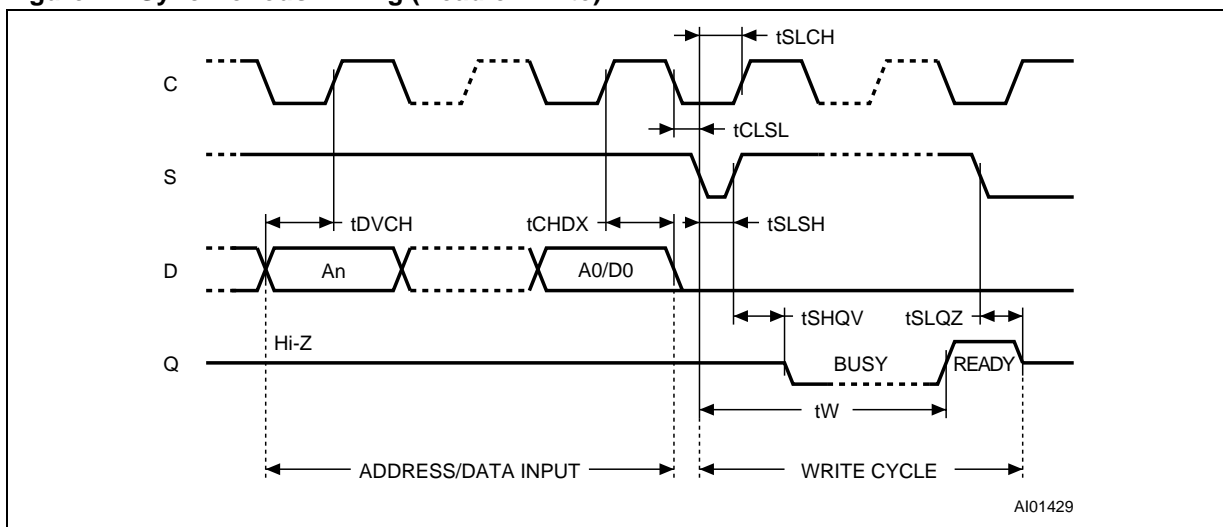 tSLCH
C
tCLSL
S
tDVCH tCHDX tSLSH
D An A0/D0
tSHQV tSLQZ
Hi-Z
Q BUSY READY
tW
ADDRESS/DATA INPUT WRITE CYCLE
AI01429